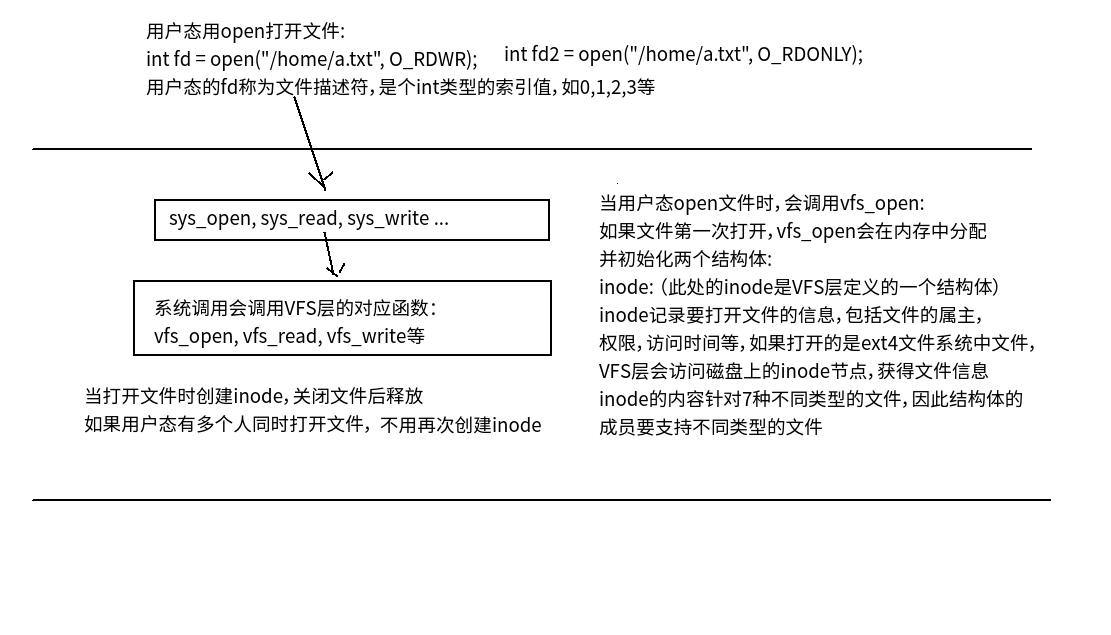 用户态用open打开文件:
int fd = open("/home/a.txt", O_RDWR);
int fd2 = open("/home/a.txt", O_RDONLY);
用户态的fd称为文件描述符, 是个int类型的索引值, 如0,1,2,3等
sys_open, sys_read, sys_write ...
系统调用会调用VFS层的对应函数：
vfs_open, vfs_read, vfs_write等
当打开文件时创建inode, 关闭文件后释放
如果用户态有多个人同时打开文件，不用再次创建inode
当用户态open文件时, 会调用vfs_open:
如果文件第一次打开, vfs_open会在内存中分配
并初始化两个结构体:
inode:（此处的inode是VFS层定义的一个结构体）
inode记录要打开文件的信息, 包括文件的属主,
权限, 访问时间等, 如果打开的是ext4文件系统中文件,
VFS层会访问磁盘上的inode节点, 获得文件信息
inode的内容针对7种不同类型的文件, 因此结构体的
成员要支持不同类型的文件